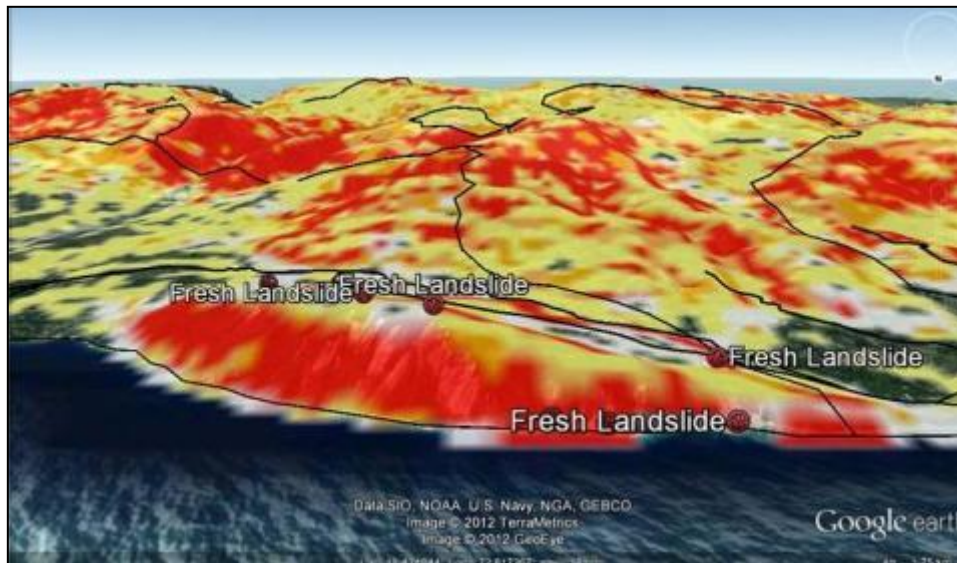 Fresh Landslide
Fresh Landslide
Fresh Landslide
Fresh Landslide
Data SIO, NOAA, U.S. Navy, NGA, GEBCO
Image © 2012 TerraMetrics
Image © 2012 GeoEye
Google earth